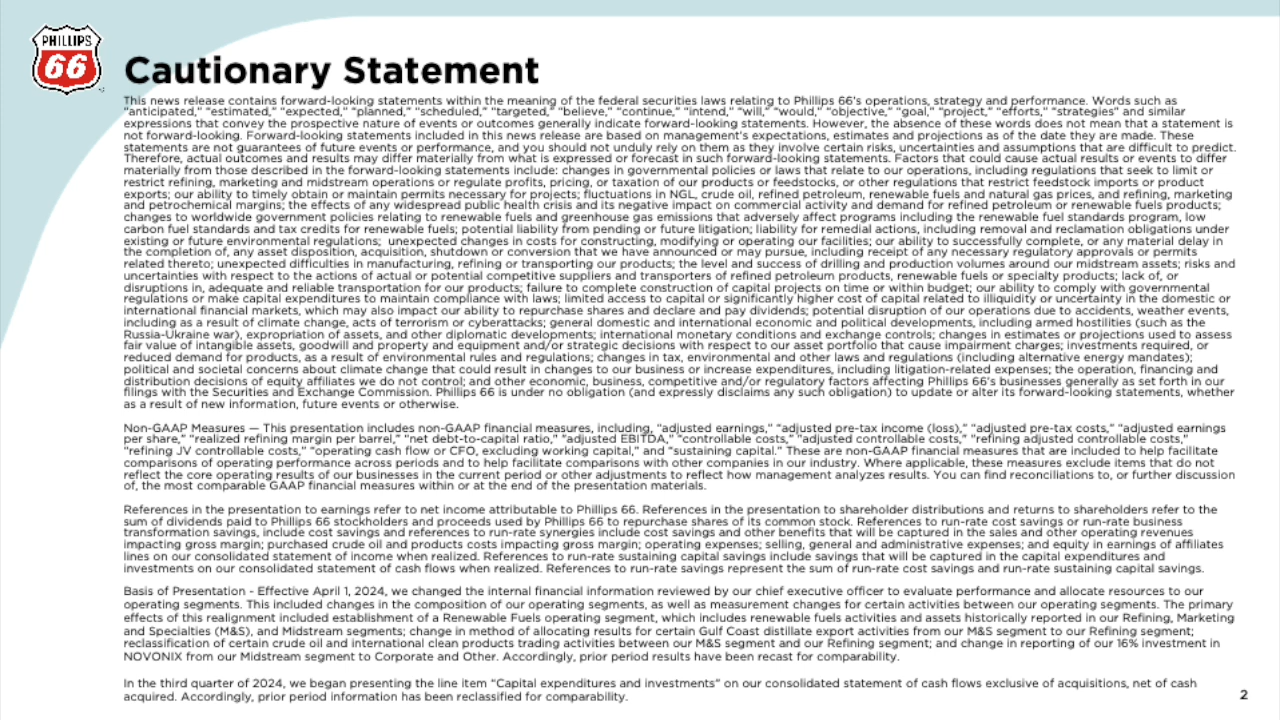 PHILLIPS
66
Cautionary Statement
This news release contains forward-looking statements within the meaning of the federal securities laws relating to Phillips 66's operations, strategy and performance. Words such as
“anticipated,” “estimated,” “expected,” “planned,” “scheduled,” “targeted,” “believe,” “continue,” “intend,” “will,” “would,” “objective,” “goal,” “project,” “efforts,” “strategies” and similar
expressions that convey the prospective nature of events or outcomes generally indicate forward-looking statements. However, the absence of these words does not mean that a statement is
not forward-looking. Forward-looking statements included in this news release are based on management's expectations, estimates and projections as of the date they are made. These
statements are not guarantees of future events or performance, and you should not unduly rely on them as they involve certain risks, uncertainties and assumptions that are difficult to predict.
Therefore, actual outcomes and results may differ materially from what is expressed or forecast in such forward-looking statements. Factors that could cause actual results or events to differ
materially from those described in the forward-looking statements include: changes in governmental policies or laws that relate to our operations, including regulations that seek to limit or
restrict refining, marketing and midstream operations or regulate profits, pricing, or taxation of our products or feedstocks, or other regulations that restrict feedstock imports or product
exports; our ability to timely obtain or maintain permits necessary for projects; fluctuations in NGL, crude oil, refined petroleum, renewable fuels and natural gas prices, and refining, marketing
and petrochemical margins; the effects of any widespread public health crisis and its negative impact on commercial activity and demand for refined petroleum or renewable fuels products;
changes to worldwide government policies relating to renewable fuels and greenhouse gas emissions that adversely affect programs including the renewable fuel standards program, low
carbon fuel standards and tax credits for renewable fuels; potential liability from pending or future litigation; liability for remedial actions, including removal and reclamation obligations under
existing or future environmental regulations; unexpected changes in costs for constructing, modifying or operating our facilities; our ability to successfully complete, or any material delay in
the completion of, any asset disposition, acquisition, shutdown or conversion that we have announced or may pursue, including receipt of any necessary regulatory approvals or permits
related thereto; unexpected difficulties in manufacturing, refining or transporting our products; the level and success of drilling and production volumes around our midstream assets; risks and
uncertainties with respect to the actions of actual or potential competitive suppliers and transporters of refined petroleum products, renewable fuels or specialty products; lack of, or
disruptions in, adequate and reliable transportation for our products; failure to complete construction of capital projects on time or within budget; our ability to comply with governmental
regulations or make capital expenditures to maintain compliance with laws; limited access to capital or significantly higher cost of capital related to illiquidity or uncertainty in the domestic or
international financial markets, which may also impact our ability to repurchase shares and declare and pay dividends; potential disruption of our operations due to accidents, weather events,
including as a result of climate change, acts of terrorism or cyberattacks; general domestic and international economic and political developments, including armed hostilities (such as the
Russia-Ukraine war), expropriation of assets, and other diplomatic developments; international monetary conditions and exchange controls; changes in estimates or projections used to assess
fair value of intangible assets, goodwill and property and equipment and/or strategic decisions with respect to our asset portfolio that cause impairment charges; investments required, or
reduced demand for products, as a result of environmental rules and regulations; changes in tax, environmental and other laws and regulations (including alternative energy mandates);
political and societal concerns about climate change that could result in changes to our business or increase expenditures, including litigation-related expenses; the operation, financing and
distribution decisions of equity affiliates we do not control; and other economic, business, competitive and/or regulatory factors affecting Phillips 66's businesses generally as set forth in our
filings with the Securities and Exchange Commission. Phillips 66 is under no obligation (and expressly disclaims any such obligation) to update or alter its forward-looking statements, whether
as a result of new information, future events or otherwise.
Non-GAAP Measures — This presentation includes non-GAAP financial measures, including, “adjusted earnings,” “adjusted pre-tax income (loss),” “adjusted pre-tax costs,” “adjusted earnings
per share,” “realized refining margin per barrel,” “net debt-to-capital ratio,” “adjusted EBITDA,” “controllable costs,” “adjusted controllable costs,” “refining adjusted controllable costs,”
“refining JV controllable costs,” “operating cash flow or CFO, excluding working capital,” and “sustaining capital.” These are non-GAAP financial measures that are included to help facilitate
comparisons of operating performance across periods and to help facilitate comparisons with other companies in our industry. Where applicable, these measures exclude items that do not
reflect the core operating results of our businesses in the current period or other adjustments to reflect how management analyzes results. You can find reconciliations to, or further discussion
of, the most comparable GAAP financial measures within or at the end of the presentation materials.
References in the presentation to earnings refer to net income attributable to Phillips 66. References in the presentation to shareholder distributions and returns to shareholders refer to the
sum of dividends paid to Phillips 66 stockholders and proceeds used by Phillips 66 to repurchase shares of its common stock. References to run-rate cost savings or run-rate business
transformation savings, include cost savings and references to run-rate synergies include cost savings and other benefits that will be captured in the sales and other operating revenues
impacting gross margin; purchased crude oil and products costs impacting gross margin; operating expenses; selling, general and administrative expenses; and equity in earnings of affiliates
lines on our consolidated statement of income when realized. References to run-rate sustaining capital savings include savings that will be captured in the capital expenditures and
investments on our consolidated statement of cash flows when realized. References to run-rate savings represent the sum of run-rate cost savings and run-rate sustaining capital savings.
Basis of Presentation - Effective April 1, 2024, we changed the internal financial information reviewed by our chief executive officer to evaluate performance and allocate resources to our
operating segments. This included changes in the composition of our operating segments, as well as measurement changes for certain activities between our operating segments. The primary
effects of this realignment included establishment of a Renewable Fuels operating segment, which includes renewable fuels activities and assets historically reported in our Refining, Marketing
and Specialties (M&S), and Midstream segments; change in method of allocating results for certain Gulf Coast distillate export activities from our M&S segment to our Refining segment;
reclassification of certain crude oil and international clean products trading activities between our M&S segment and our Refining segment; and change in reporting of our 16% investment in
NOVONIX from our Midstream segment to Corporate and Other. Accordingly, prior period results have been recast for comparability.
In the third quarter of 2024, we began presenting the line item “Capital expenditures and investments” on our consolidated statement of cash flows exclusive of acquisitions, net of cash
acquired. Accordingly, prior period information has been reclassified for comparability.
2